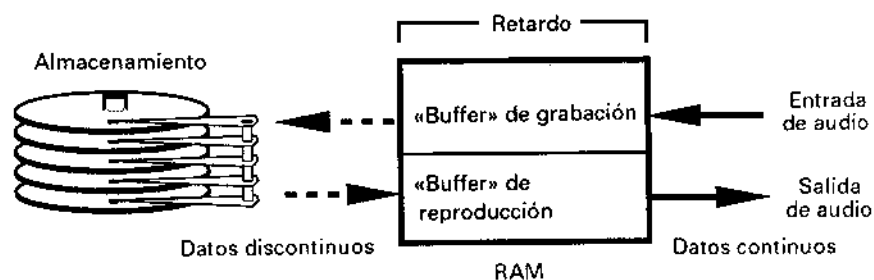 Retardo
Almacenamiento
«Buffer» de grabación
Entrada
de audio
«Buffer» de
reproducción
Salida
de audio
Datos discontinuos
Datos continuos
RAM